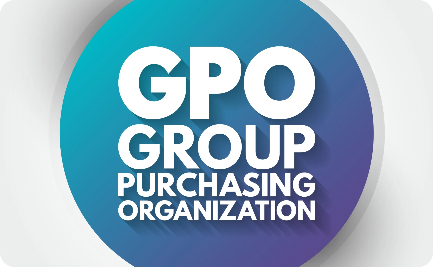 GPO
GROUP
PURCHASING
ORGANIZATION